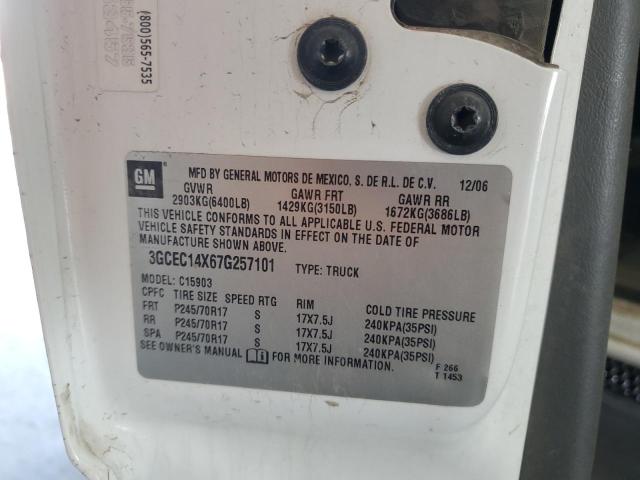 (800)565-7535
GM
MFD BY GENERAL MOTORS DE MEXICO, S. DE R.L. DE C.V. 12/06
GVWR GAWR FRT GAWR RR
2903KG(6400LB) 1429KG(3150LB) 1672KG(3686LB)
THIS VEHICLE CONFORMS TO ALL APPLICABLE U.S. FEDERAL MOTOR
VEHICLE SAFETY STANDARDS IN EFFECT ON THE DATE OF
MANUFACTURE SHOWN ABOVE.
3GCEC14X67G257101 TYPE: TRUCK
MODEL: C15903
CPFC TIRE SIZE SPEED RTG RIM COLD TIRE PRESSURE
FRT P245/70R17 S 17X7.5J 240KPA(35PSI)
RR P245/70R17 S 17X7.5J 240KPA(35PSI)
SPA P245/70R17 S 17X7.5J 240KPA(35PSI)
SEE OWNER'S MANUAL FOR MORE INFORMATION.
F 266
T 1453